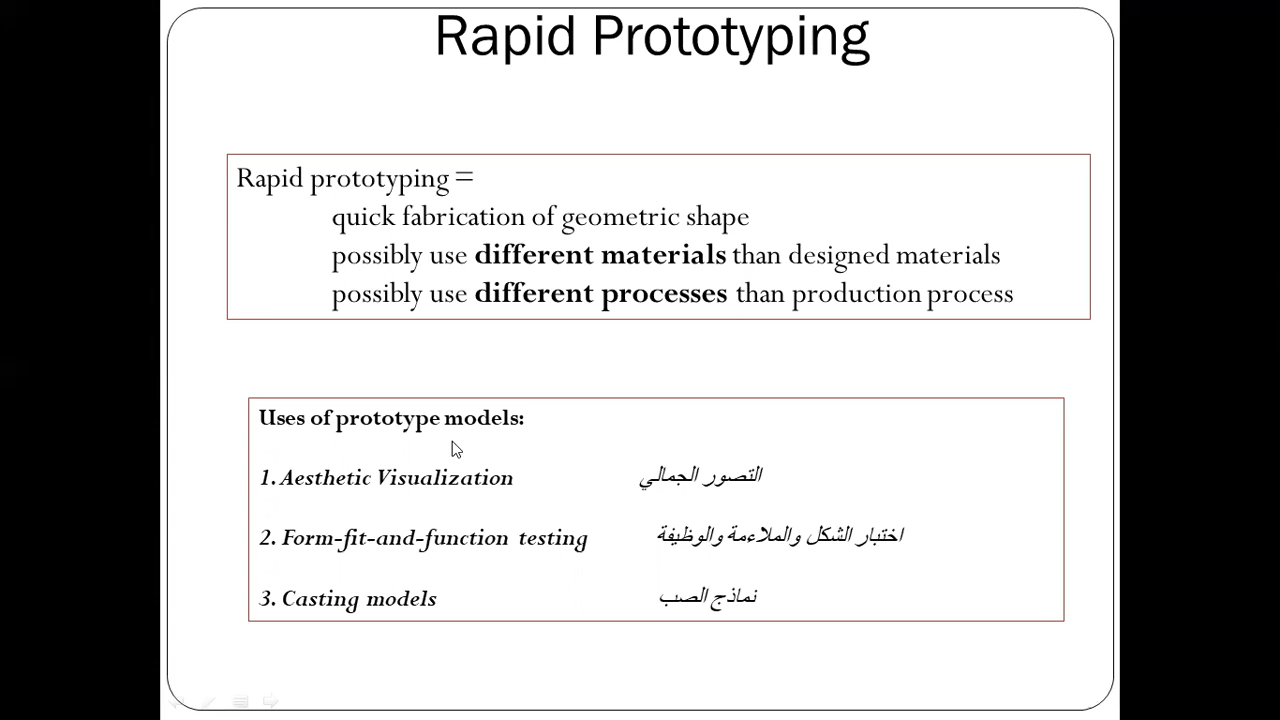 Rapid Prototyping
Rapid prototyping =
quick fabrication of geometric shape
possibly use different materials than designed materials
possibly use different processes than production process
Uses of prototype models:
1. Aesthetic Visualization التصور الجمالي
2. Form-fit-and-function testing اختبار الشكل والملاءمة والوظيفة
3. Casting models نماذج الصب